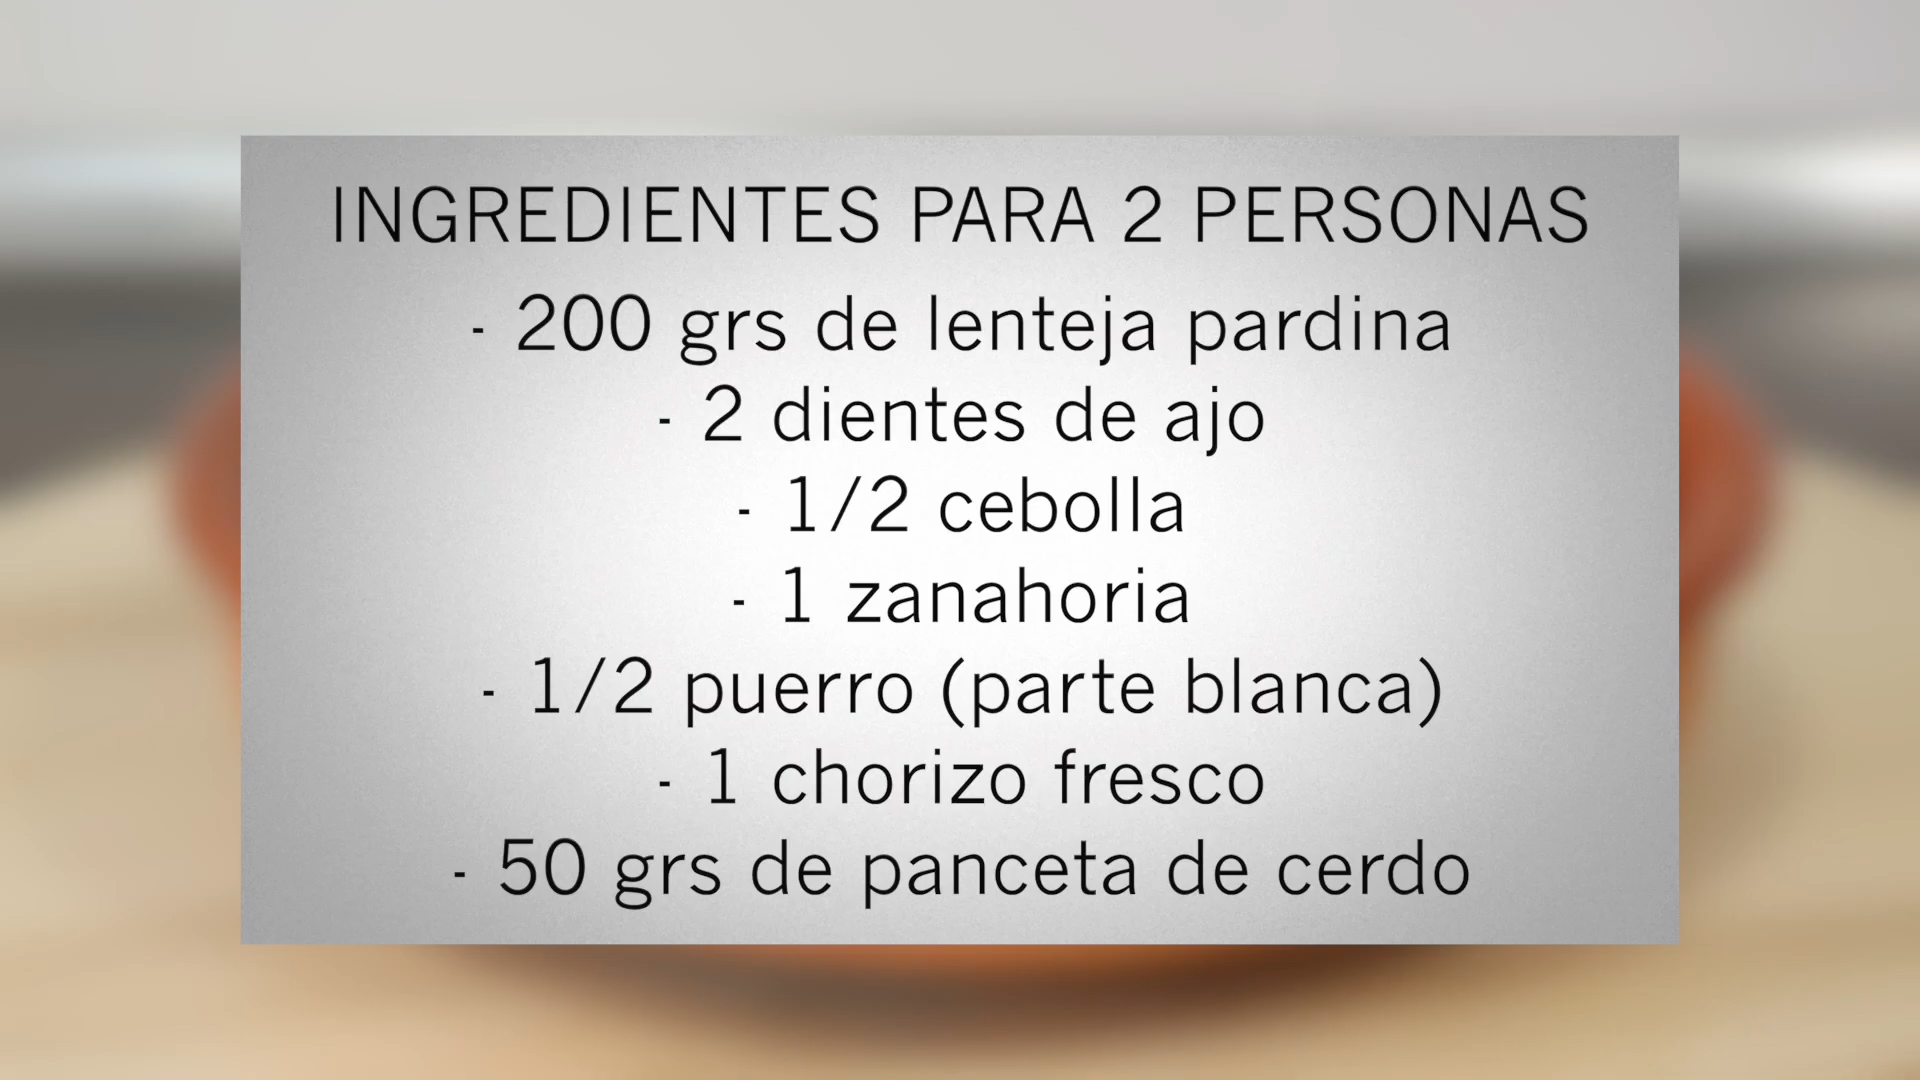 INGREDIENTES PARA 2 PERSONAS
- 200 grs de lenteja pardina
- 2 dientes de ajo
- 1/2 cebolla
- 1 zanahoria
- 1/2 puerro (parte blanca)
- 1 chorizo fresco
- 50 grs de panceta de cerdo